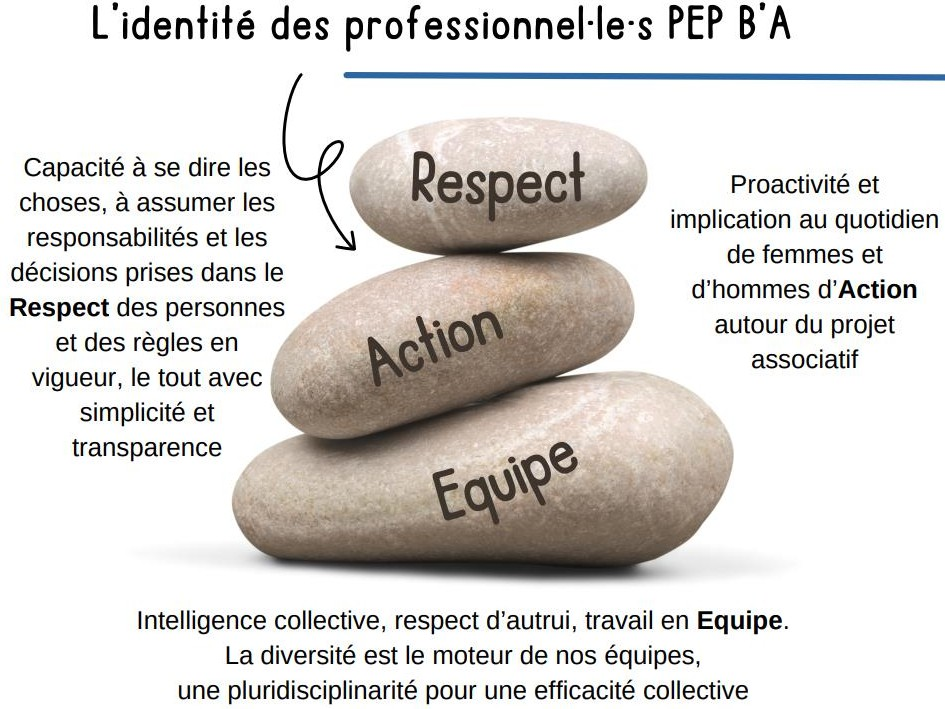 L'identité des professionnel·le·s PEP B'A
Capacité à se dire les
choses, à assumer les
responsabilités et les
décisions prises dans le
Respect des personnes
et des règles en
vigueur, le tout avec
simplicité et
transparence
Respect
Action
Equipe
Proactivité et
implication au quotidien
de femmes et
d'hommes d'Action
autour du projet
associatif
Intelligence collective, respect d'autrui, travail en Equipe.
La diversité est le moteur de nos équipes,
une pluridisciplinarité pour une efficacité collective